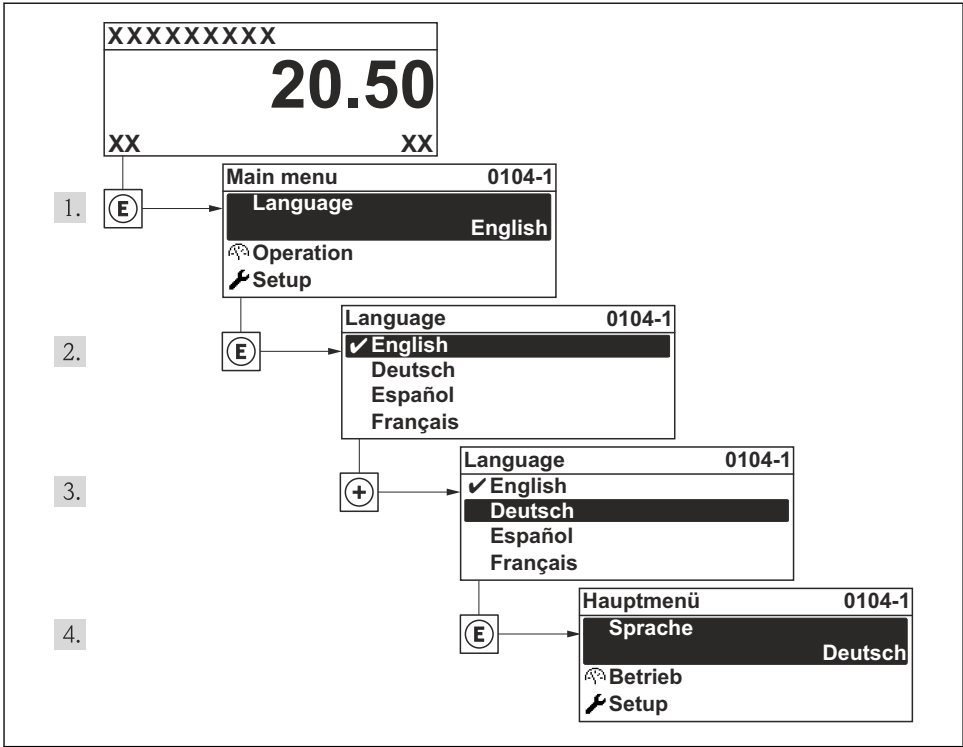 XXXXXXXXX
20.50
XX XX
1. E
Main menu 0104-1
Language
English
Operation
Setup
2. E
Language 0104-1
✔English
Deutsch
Español
Français
3. +
Language 0104-1
✔English
Deutsch
Español
Français
4. E
Hauptmenü 0104-1
Sprache
Deutsch
Betrieb
Setup